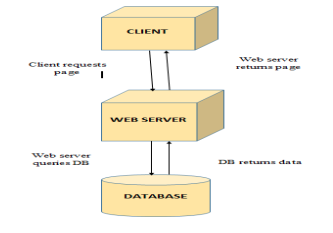 CLIENT
Client requests
page
Web server
returns page
WEB SERVER
Web server
queries DB
DB returns data
DATABASE